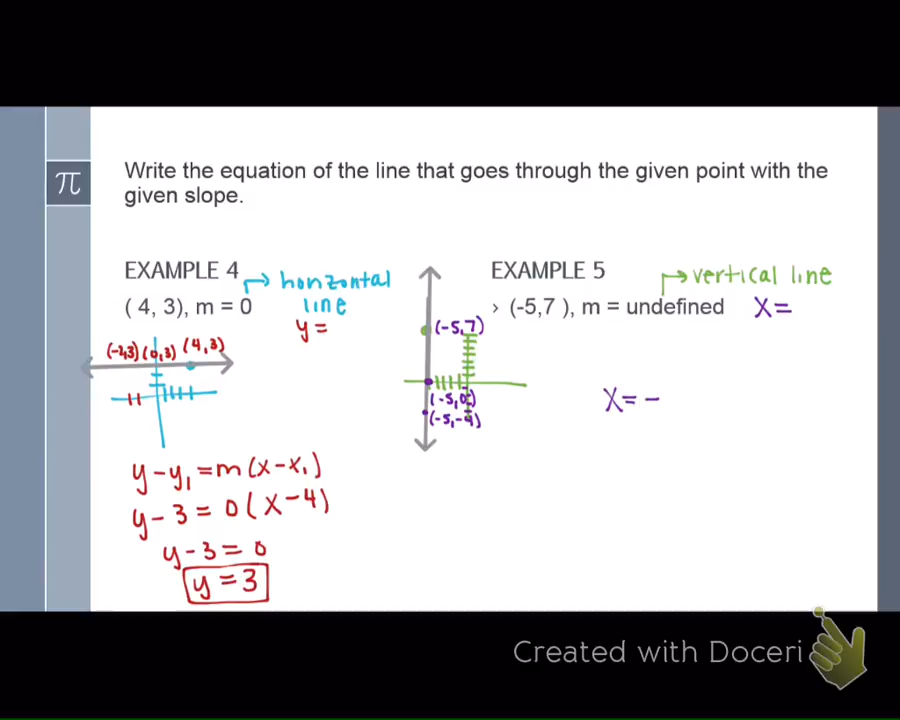 π
Write the equation of the line that goes through the given point with the
given slope.
EXAMPLE 4
horizontal
line
( 4, 3), m = 0
y =
(-2,3) (0,3) (4,3)
y - y₁ = m (x - x₁)
y - 3 = 0 ( x - 4)
y - 3 = 0
y = 3
EXAMPLE 5
vertical line
› (-5,7 ), m = undefined
x =
(-5,7)
(-5,0)
(-5,-4)
x = -
Created with Doceri